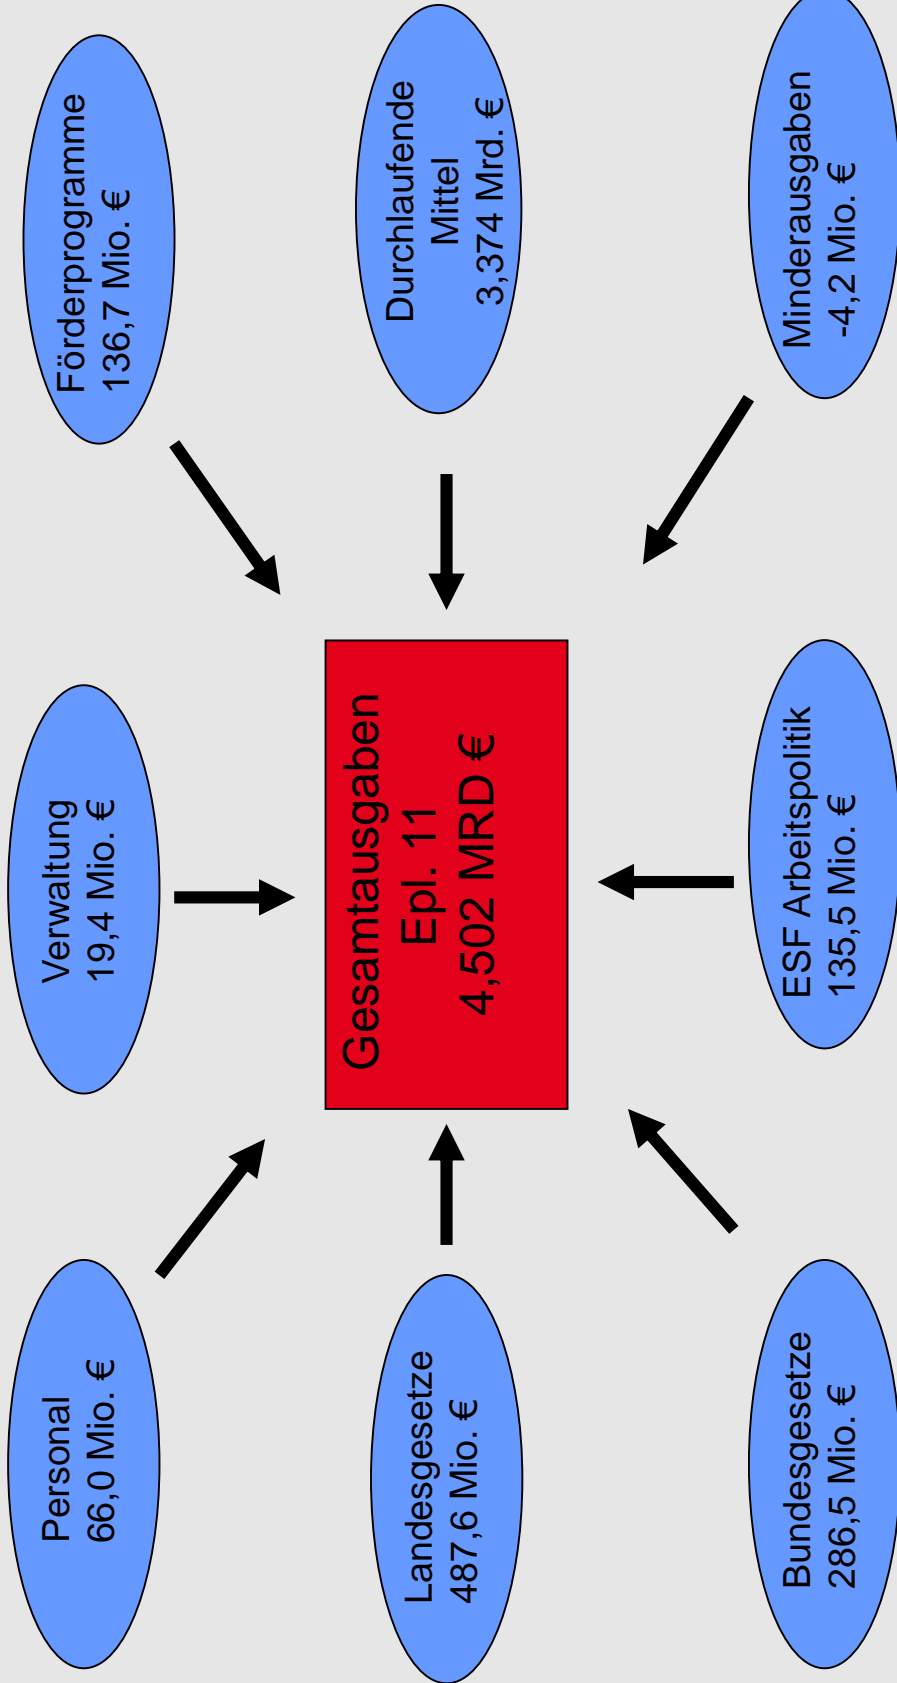 Personal
66,0 Mio. €
Verwaltung
19,4 Mio. €
Förderprogramme
136,7 Mio. €
Landesgesetze
487,6 Mio. €
Gesamtausgaben
Epl. 11
4,502 MRD €
Durchlaufende
Mittel
3,374 Mrd. €
Bundesgesetze
286,5 Mio. €
ESF Arbeitspolitik
135,5 Mio. €
Minderausgaben
-4,2 Mio. €